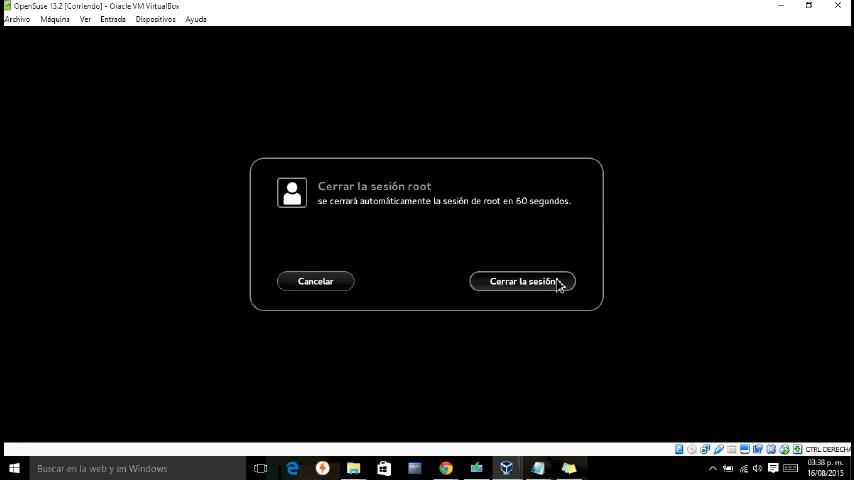 OpenSuse 13.2 [Corriendo] - Oracle VM VirtualBox
Archivo Máquina Ver Entrada Dispositivos Ayuda
Cerrar la sesión root
se cerrará automáticamente la sesión de root en 60 segundos.
Cancelar Cerrar la sesión
CTRL DERECHA
Buscar en la web y en Windows
03:38 p. m.
16/08/2015